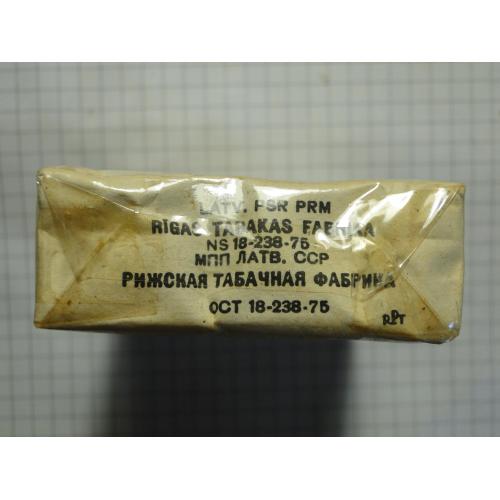 LATV. PSR PRM
RĪGAS TABAKAS FABRIKA
NS 18-238-75
МПП ЛАТВ. ССР
РИЖСКАЯ ТАБАЧНАЯ ФАБРИКА
ОСТ 18-238-75